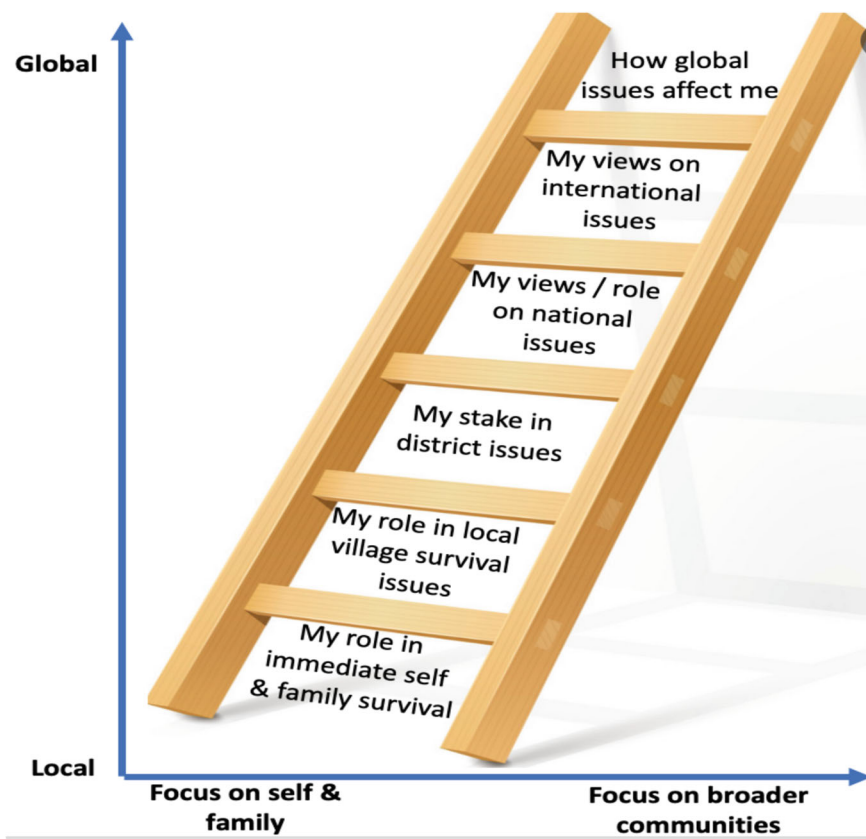 Global
How global
issues affect me
My views on
international
issues
My views / role
on national
issues
My stake in
district issues
My role in local
village survival
issues
My role in
immediate self
& family survival
Local
Focus on self &
family
Focus on broader
communities